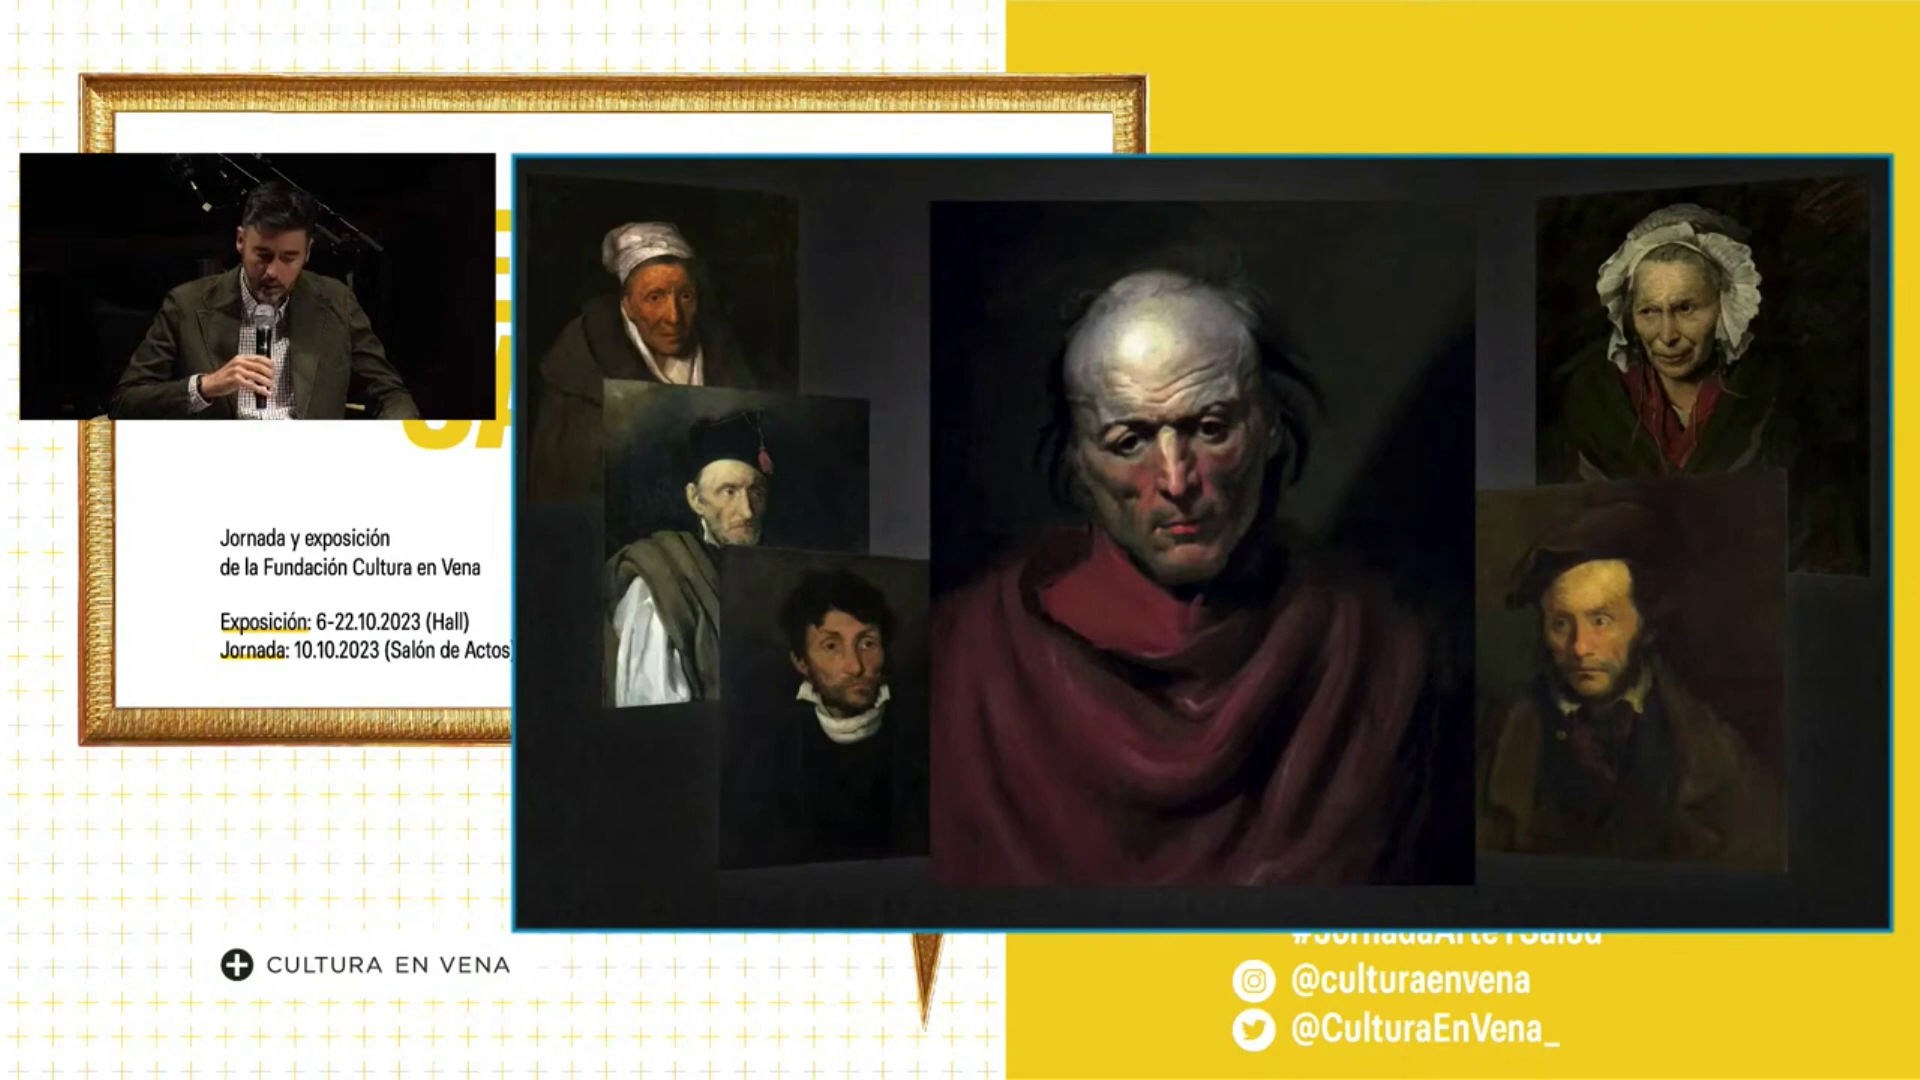 Jornada y exposición
de la Fundación Cultura en Vena
Exposición: 6-22.10.2023 (Hall)
Jornada: 10.10.2023 (Salón de Actos)
CULTURA EN VENA
#JornadaArteYSalud
@culturaenvena
@CulturaEnVena_